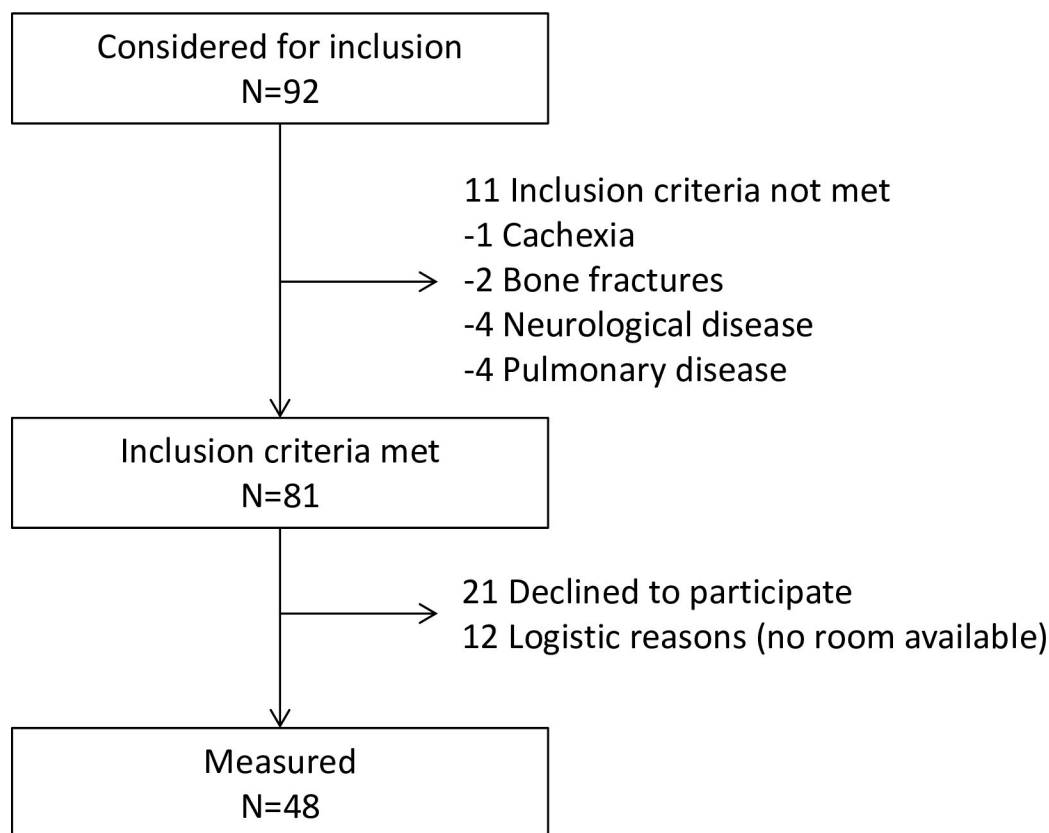 Considered for inclusion
N=92
11 Inclusion criteria not met
-1 Cachexia
-2 Bone fractures
-4 Neurological disease
-4 Pulmonary disease
Inclusion criteria met
N=81
21 Declined to participate
12 Logistic reasons (no room available)
Measured
N=48